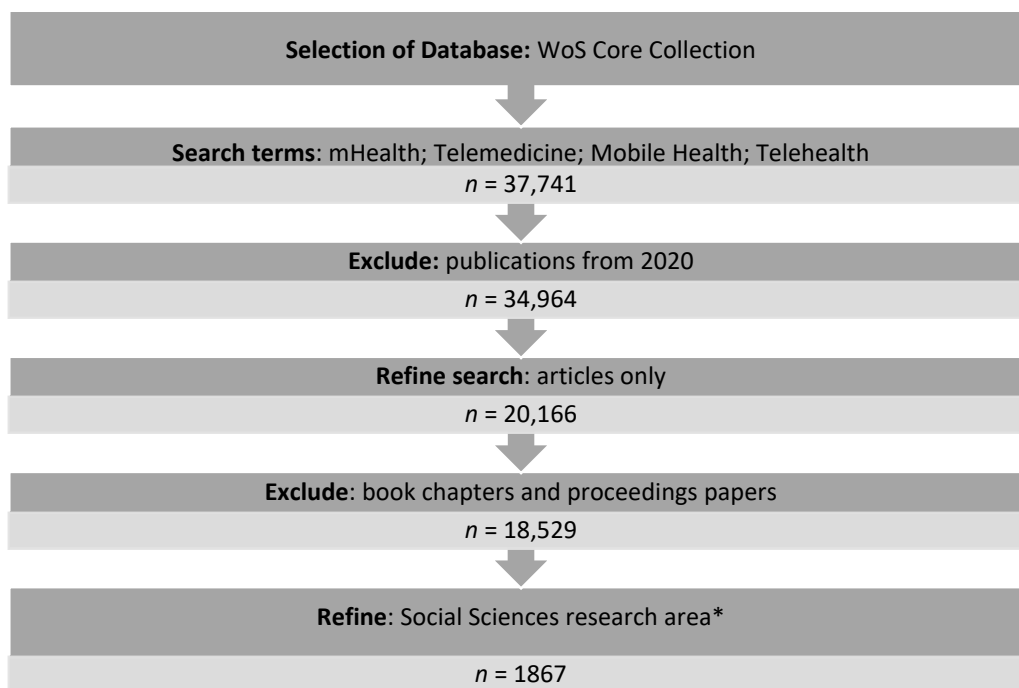 Selection of Database: WoS Core Collection
Search terms: mHealth; Telemedicine; Mobile Health; Telehealth
n = 37,741
Exclude: publications from 2020
n = 34,964
Refine search: articles only
n = 20,166
Exclude: book chapters and proceedings papers
n = 18,529
Refine: Social Sciences research area*
n = 1867